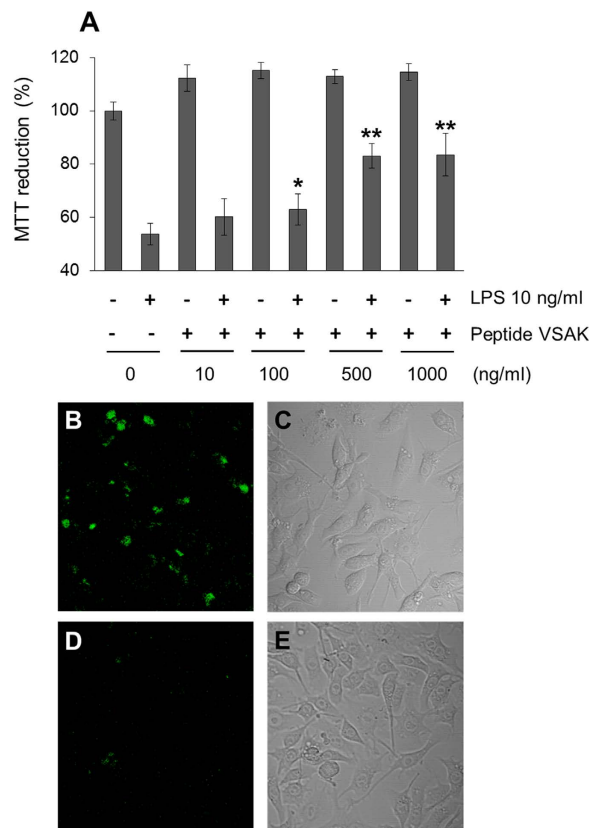 A
MTT reduction (%)
120
100
80
60
40
* ** **
- + - + - + - + - + LPS 10 ng/ml
- - + + + + + + + + Peptide VSAK
0 10 100 500 1000 (ng/ml)
B C
D E